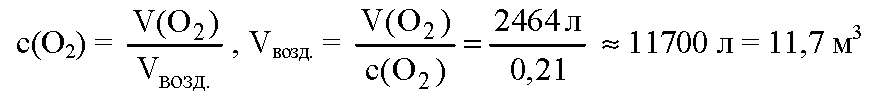 c(O₂) = V(O₂) / Vвозд. , Vвозд. = V(O₂) / c(O₂) = 2464 л / 0,21 ≈ 11700 л = 11,7 м³